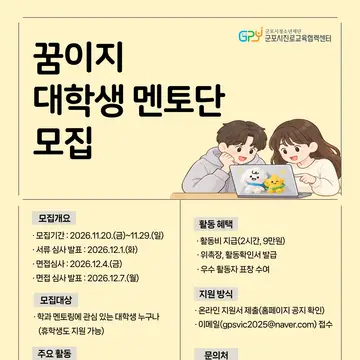 GPY 군포시청소년재단
군포시진로교육협력센터
꿈이지
대학생 멘토단
모집
모집개요
· 모집기간 : 2026.11.20.(금)~11.29.(일)
· 서류 심사 발표 : 2026.12.1.(화)
· 면접심사 : 2026.12.4.(금)
· 면접 심사 발표 : 2026.12.7.(월)
모집대상
· 학과 멘토링에 관심 있는 대학생 누구나
(휴학생도 지원 가능)
주요 활동
활동 혜택
· 활동비 지급(2시간, 9만원)
· 위촉장, 활동확인서 발급
· 우수 활동자 표창 수여
지원 방식
· 온라인 지원서 제출(홈페이지 공지 확인)
· 이메일(gpsvic2025@naver.com) 접수
문의처